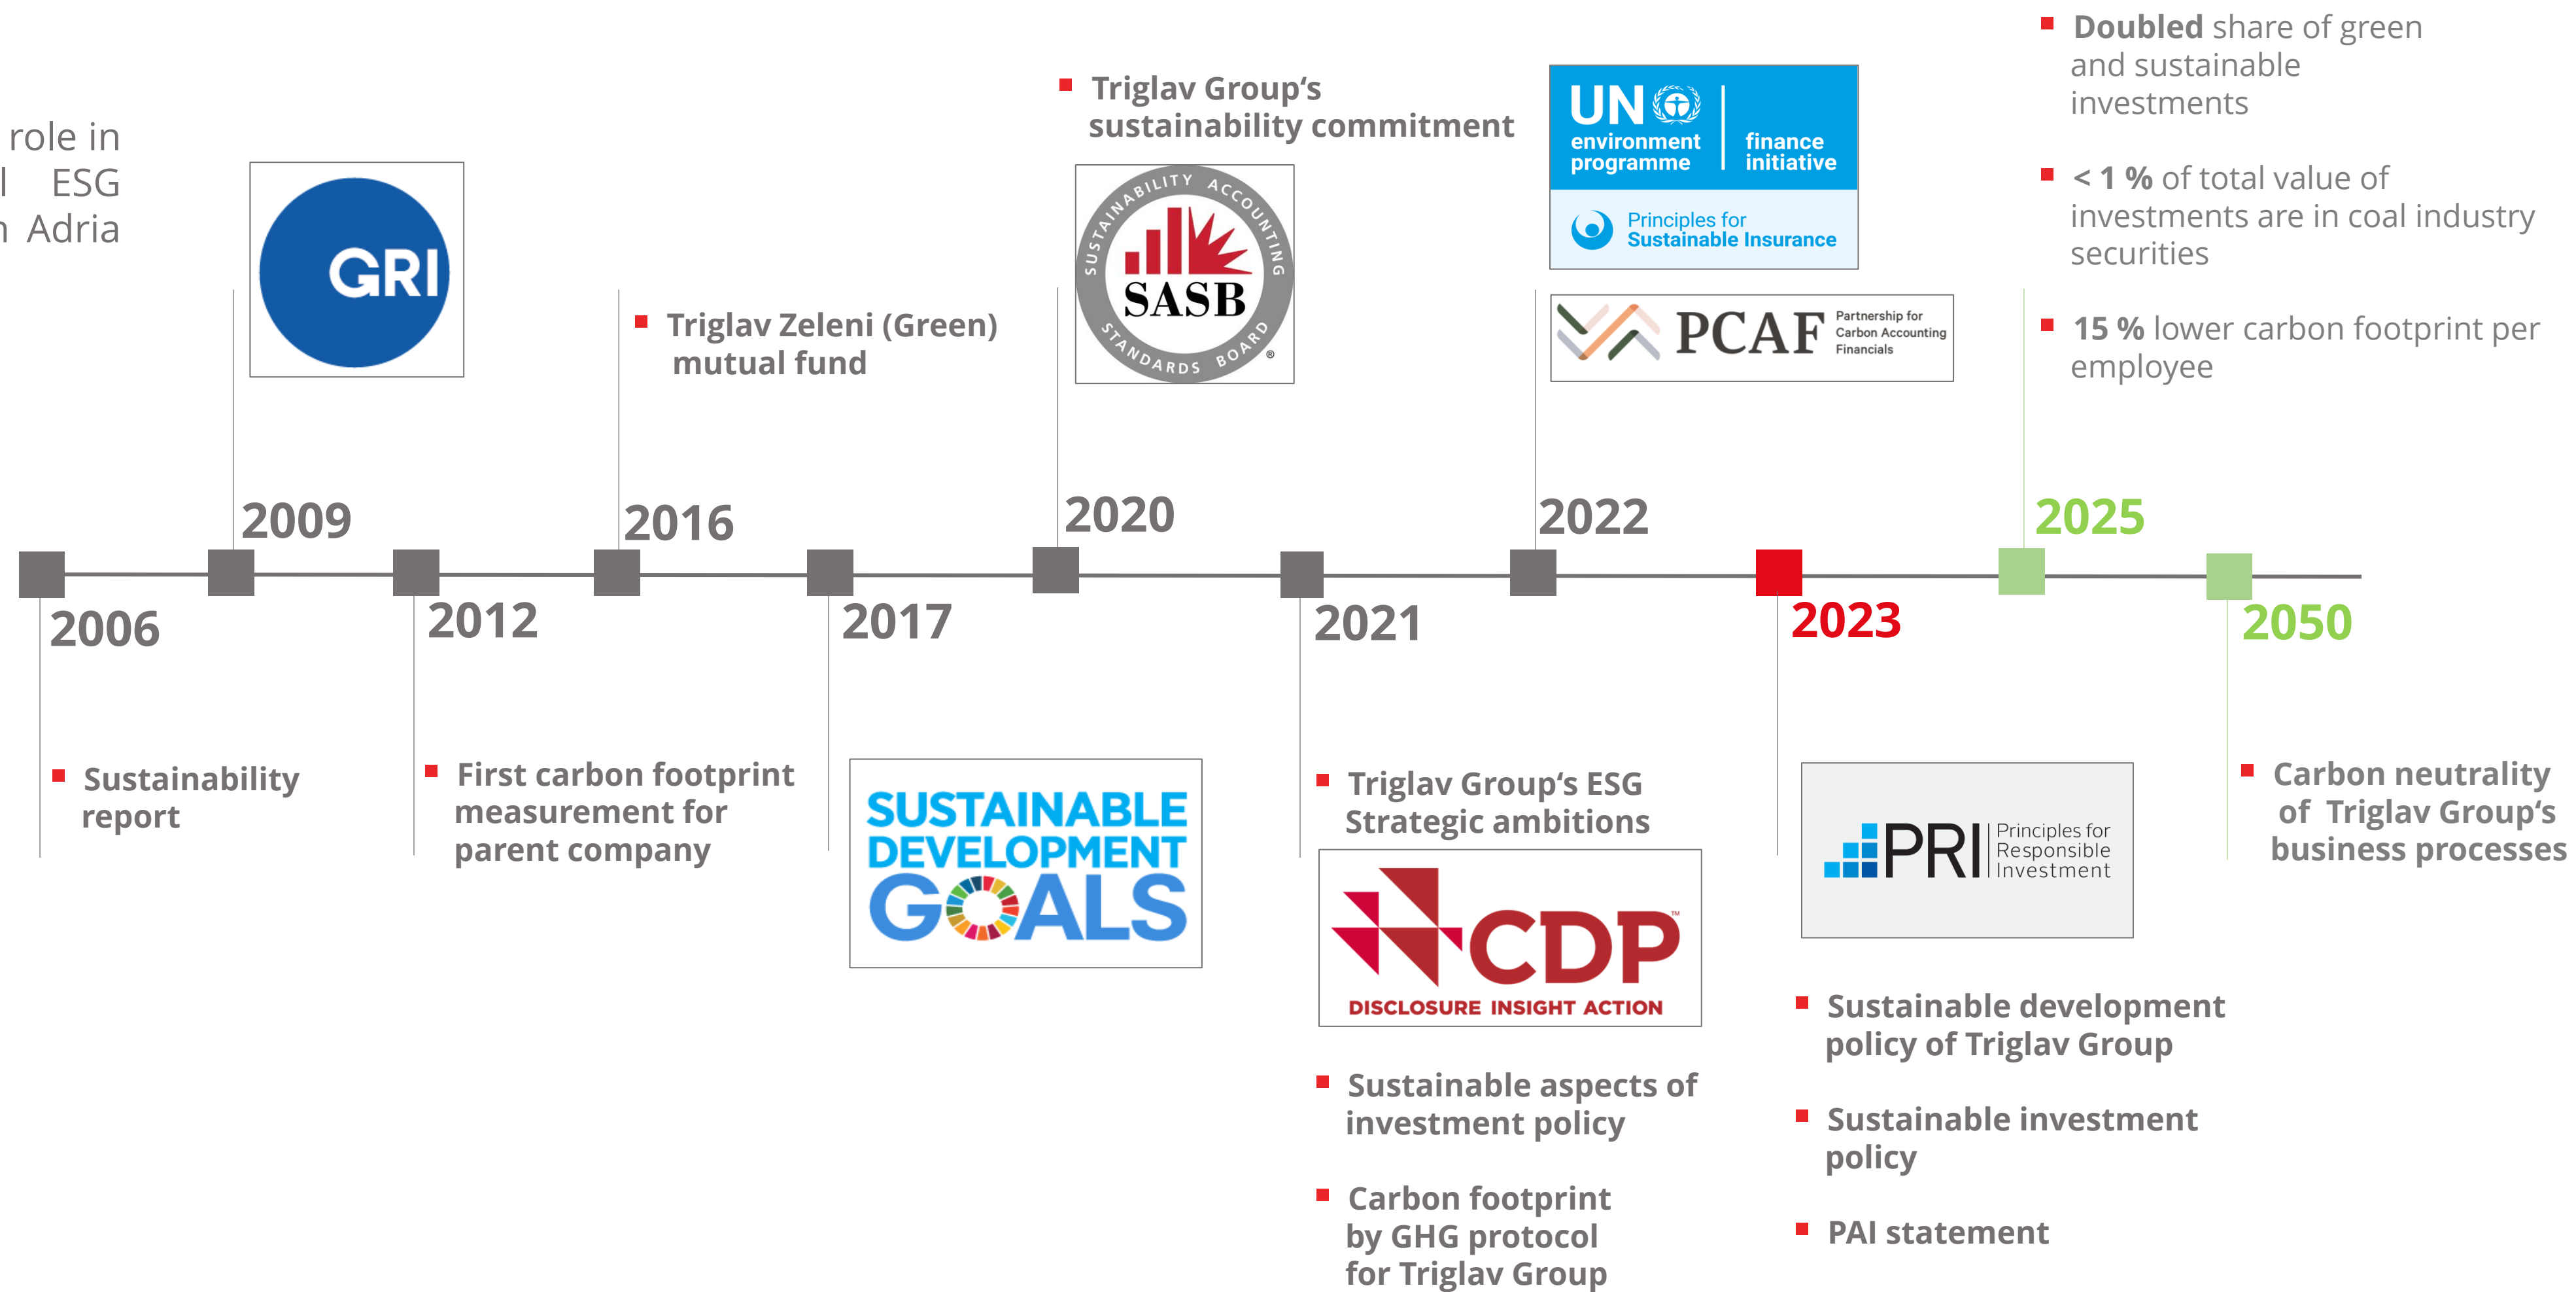 role in
ESG
Adria
GRI
2009
2006
▪ Sustainability
report
2012
▪ First carbon footprint
measurement for
parent company
▪ Triglav Zeleni (Green)
mutual fund
2016
2017
SUSTAINABLE
DEVELOPMENT
GOALS
▪ Triglav Group‘s
sustainability commitment
SUSTAINABILITY ACCOUNTING
SASB
STANDARDS BOARD
®
2020
2021
▪ Triglav Group‘s ESG
Strategic ambitions
CDP™
DISCLOSURE INSIGHT ACTION
▪ Sustainable aspects of
investment policy
▪ Carbon footprint
by GHG protocol
for Triglav Group
UN
environment
programme
finance
initiative
Principles for
Sustainable Insurance
PCAF
Partnership for
Carbon Accounting
Financials
2022
2023
PRI
Principles for
Responsible
Investment
▪ Sustainable development
policy of Triglav Group
▪ Sustainable investment
policy
▪ PAI statement
▪ Doubled share of green
and sustainable
investments
▪ < 1 % of total value of
investments are in coal industry
securities
▪ 15 % lower carbon footprint per
employee
2025
2050
▪ Carbon neutrality
of Triglav Group‘s
business processes